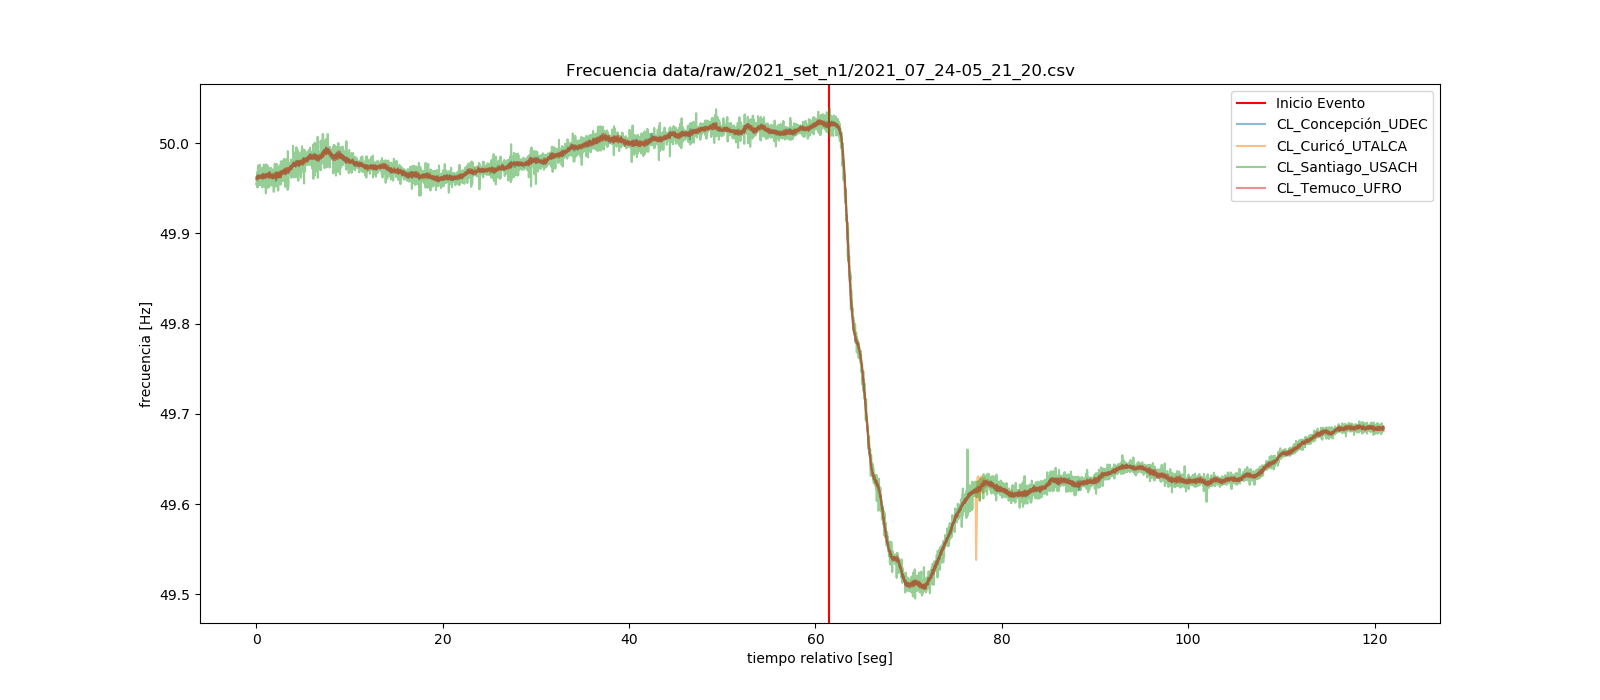 Frecuencia data/raw/2021_set_n1/2021_07_24-05_21_20.csv
Inicio Evento
CL_Concepción_UDEC
CL_Curicó_UTALCA
CL_Santiago_USACH
CL_Temuco_UFRO
frecuencia [Hz]
50.0
49.9
49.8
49.7
49.6
49.5
0 20 40 60 80 100 120
tiempo relativo [seg]